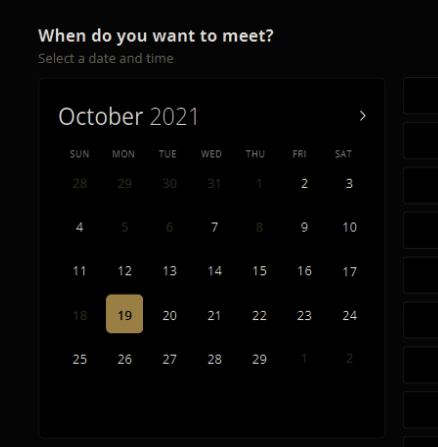 When do you want to meet?
Select a date and time
October 2021 >
SUN MON TUE WED THU FRI SAT
28 29 30 31 1 2 3
4 5 6 7 8 9 10
11 12 13 14 15 16 17
18 19 20 21 22 23 24
25 26 27 28 29 1 2